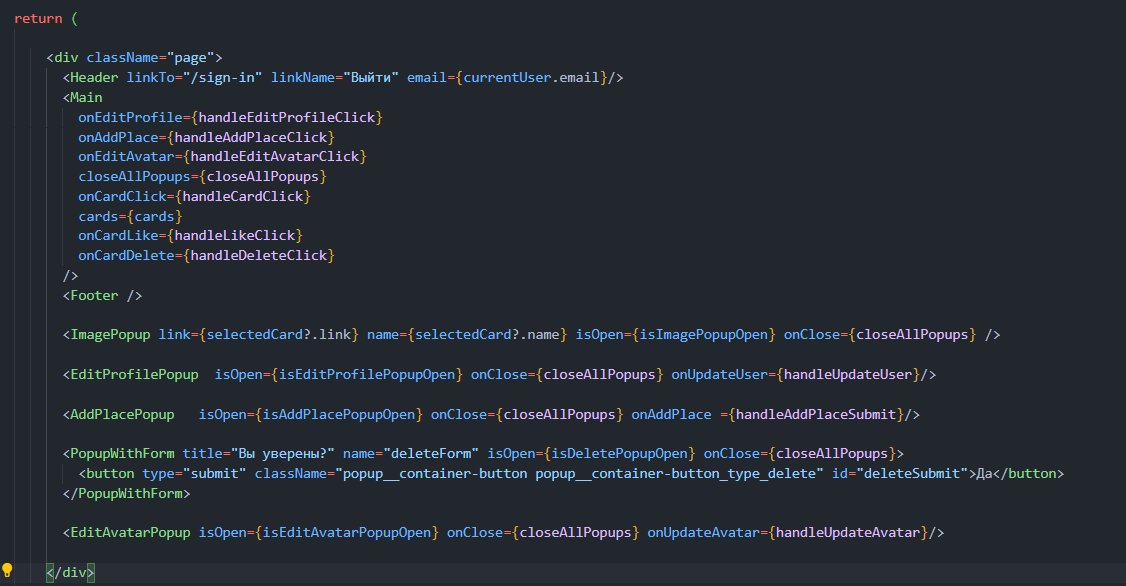 return (
<div className="page">
<Header linkTo="/sign-in" linkName="Выйти" email={currentUser.email}/>
<Main
onEditProfile={handleEditProfileClick}
onAddPlace={handleAddPlaceClick}
onEditAvatar={handleEditAvatarClick}
closeAllPopups={closeAllPopups}
onCardClick={handleCardClick}
cards={cards}
onCardLike={handleLikeClick}
onCardDelete={handleDeleteClick}
/>
<Footer />
<ImagePopup link={selectedCard?.link} name={selectedCard?.name} isOpen={isImagePopupOpen} onClose={closeAllPopups} />
<EditProfilePopup  isOpen={isEditProfilePopupOpen} onClose={closeAllPopups} onUpdateUser={handleUpdateUser}/>
<AddPlacePopup   isOpen={isAddPlacePopupOpen} onClose={closeAllPopups} onAddPlace ={handleAddPlaceSubmit}/>
<PopupWithForm title="Вы уверены?" name="deleteForm" isOpen={isDeletePopupOpen} onClose={closeAllPopups}>
<button type="submit" className="popup__container-button popup__container-button_type_delete" id="deleteSubmit">Да</button>
</PopupWithForm>
<EditAvatarPopup isOpen={isEditAvatarPopupOpen} onClose={closeAllPopups} onUpdateAvatar={handleUpdateAvatar}/>
</div>